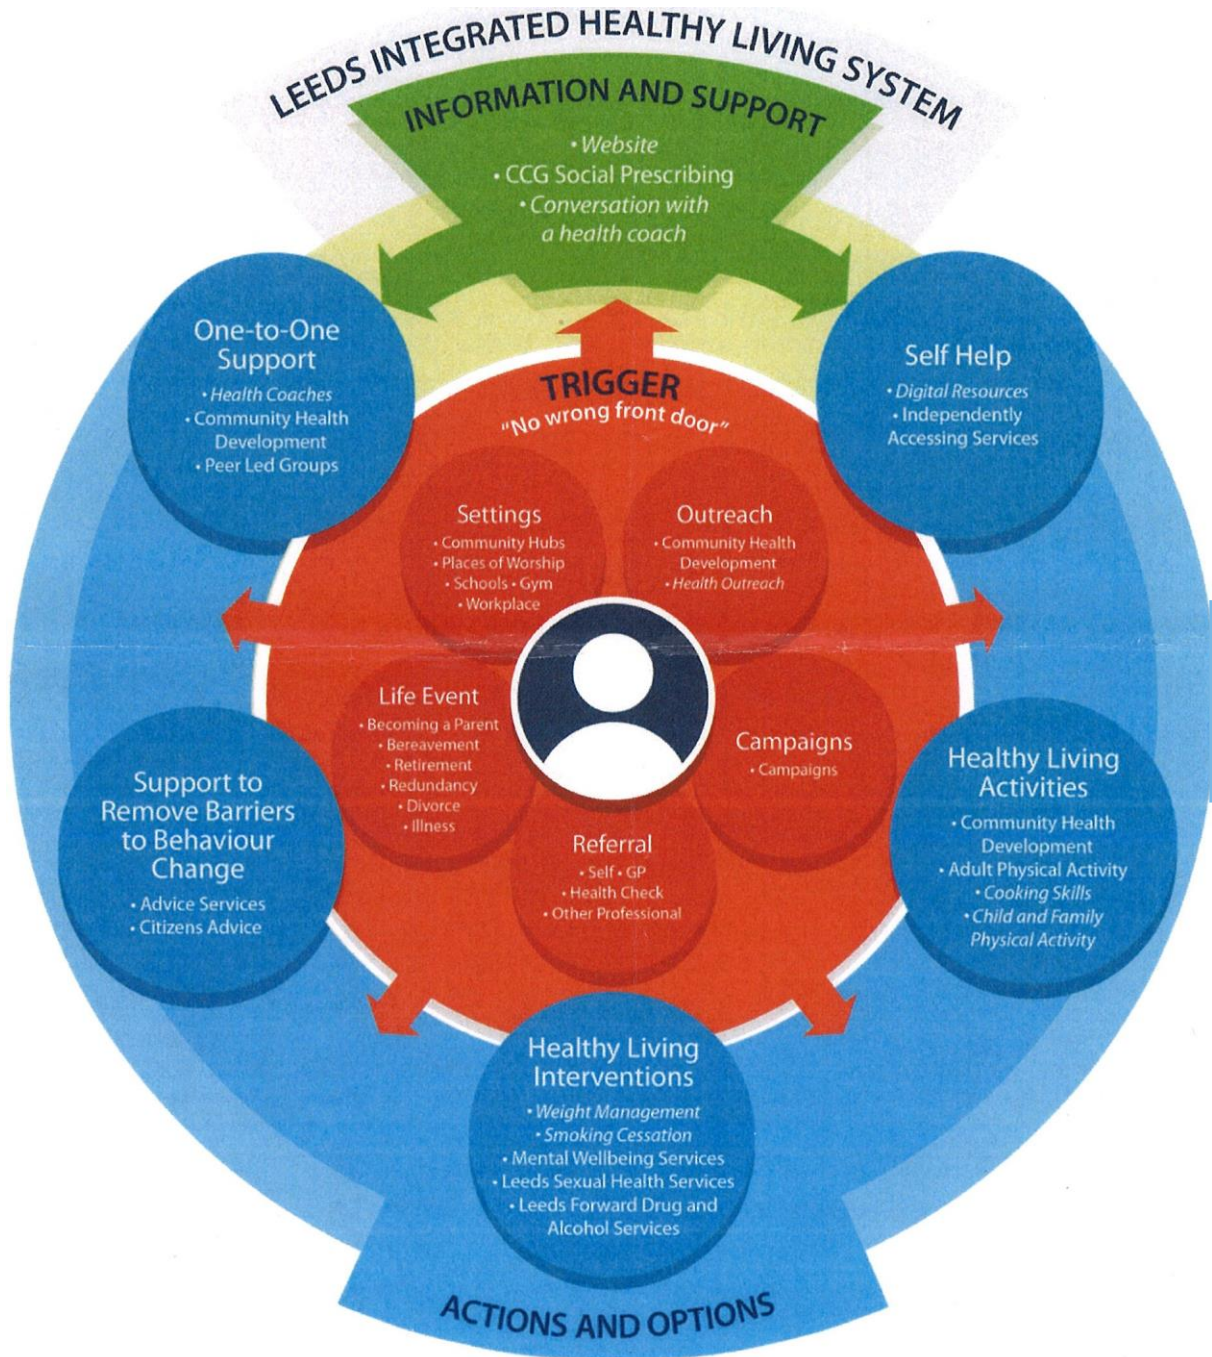 LEEDS INTEGRATED HEALTHY LIVING SYSTEM
INFORMATION AND SUPPORT
• Website
• CCG Social Prescribing
• Conversation with
a health coach
One-to-One
Support
• Health Coaches
• Community Health
Development
• Peer Led Groups
Self Help
• Digital Resources
• Independently
Accessing Services
TRIGGER
"No wrong front door"
Settings
• Community Hubs
• Places of Worship
• Schools • Gym
• Workplace
Outreach
• Community Health
Development
• Health Outreach
Life Event
• Becoming a Parent
• Bereavement
• Retirement
• Redundancy
• Divorce
• Illness
Campaigns
• Campaigns
Referral
• Self • GP
• Health Check
• Other Professional
Support to
Remove Barriers
to Behaviour
Change
• Advice Services
• Citizens Advice
Healthy Living
Activities
• Community Health
Development
• Adult Physical Activity
• Cooking Skills
• Child and Family
Physical Activity
Healthy Living
Interventions
• Weight Management
• Smoking Cessation
• Mental Wellbeing Services
• Leeds Sexual Health Services
• Leeds Forward Drug and
Alcohol Services
ACTIONS AND OPTIONS